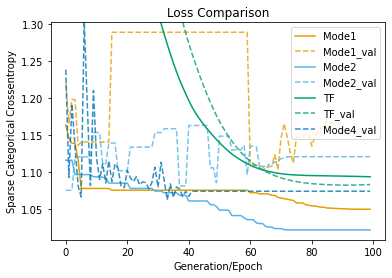 Loss Comparison
1.30
1.25
1.20
1.15
1.10
1.05
Sparse Categorical Crossentropy
0
20
40
60
80
100
Generation/Epoch
Mode1
Mode1_val
Mode2
Mode2_val
TF
TF_val
Mode4_val